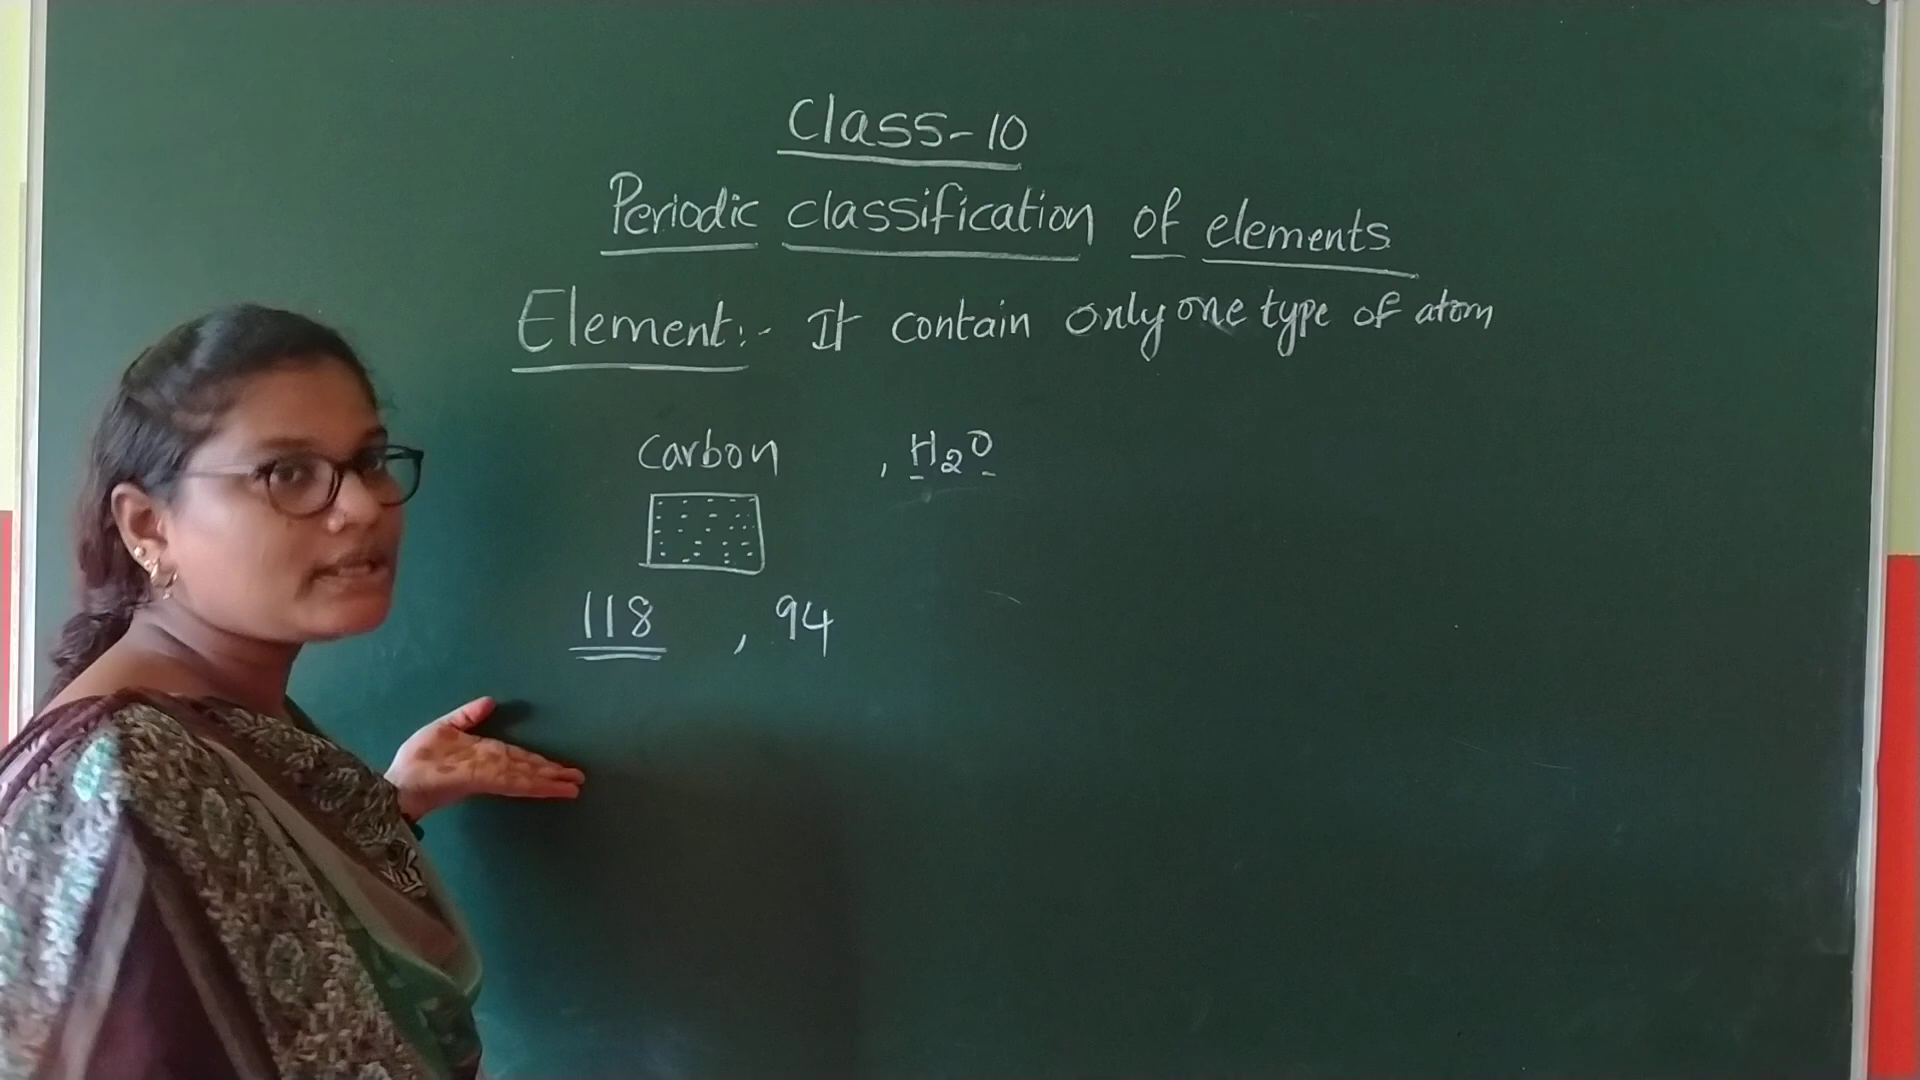 Class-10
Periodic classification of elements
Element:- It contain only one type of atom
Carbon , H₂O
118 , 94